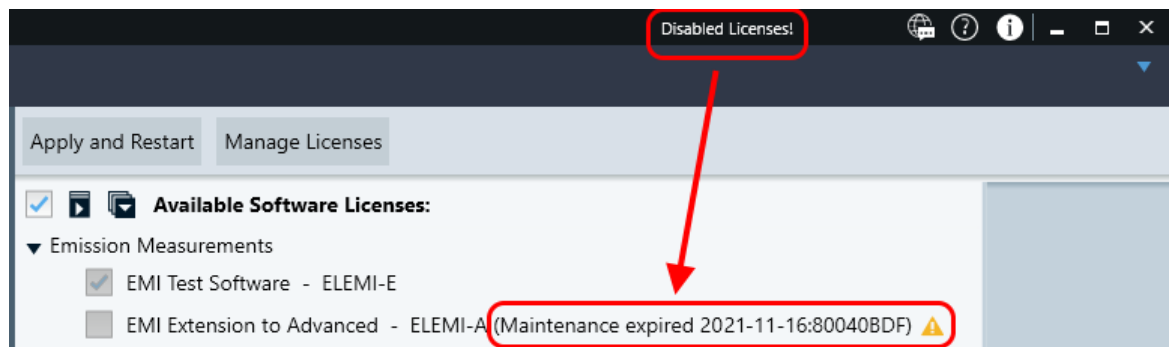 Disabled Licenses!
Apply and Restart Manage Licenses
Available Software Licenses:
Emission Measurements
EMI Test Software - ELEMI-E
EMI Extension to Advanced - ELEMI-A (Maintenance expired 2021-11-16:80040BDF)